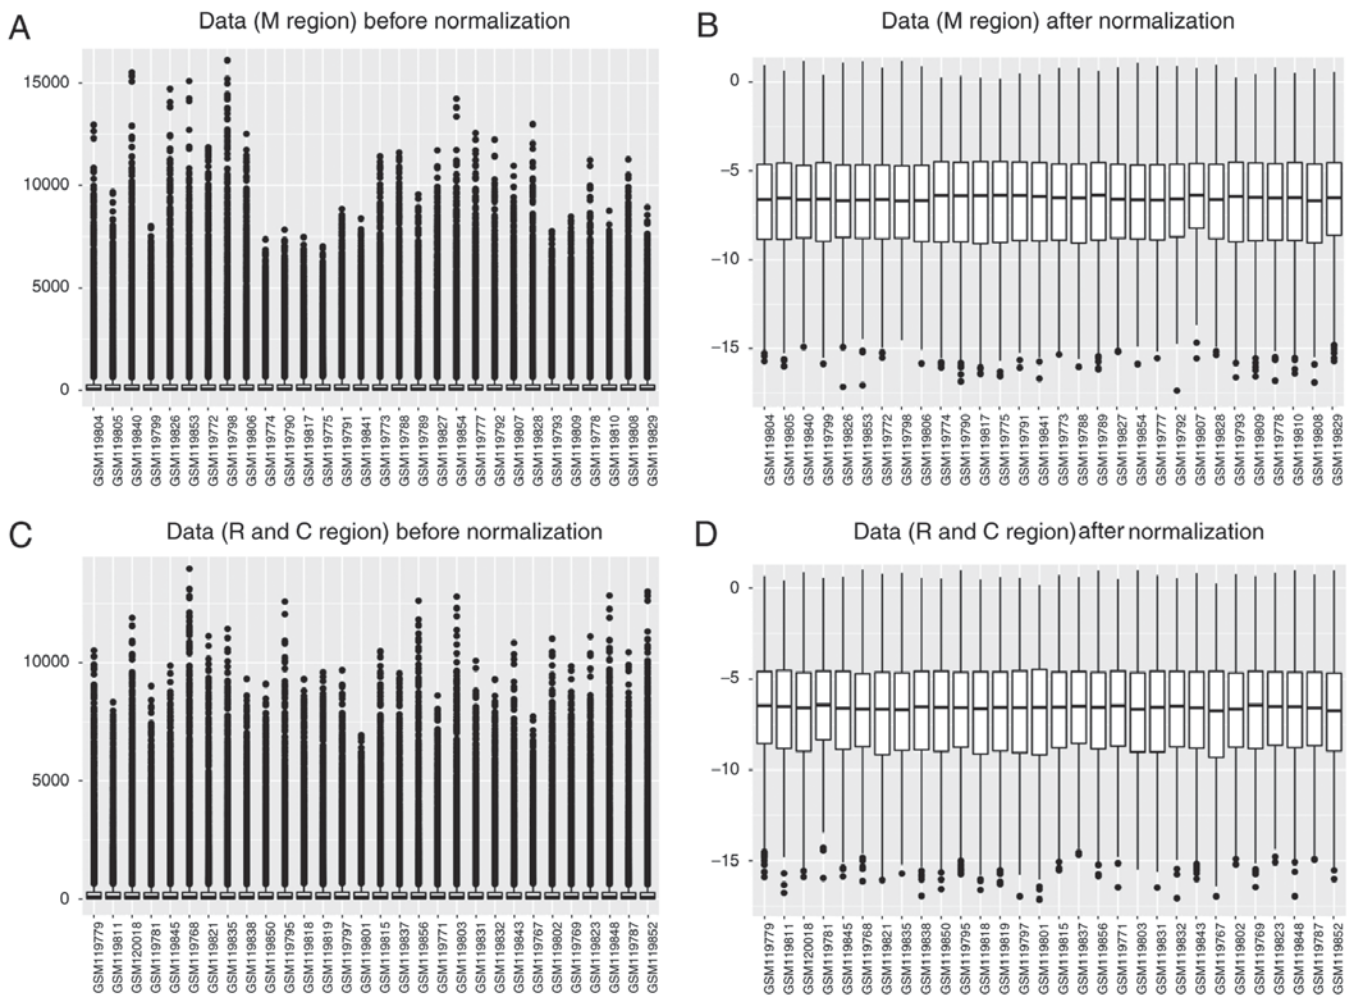 A
Data (M region) before normalization
15000
10000
5000
0
GSM119804
GSM119805
GSM119840
GSM119799
GSM119826
GSM119853
GSM119772
GSM119798
GSM119806
GSM119774
GSM119790
GSM119817
GSM119775
GSM119791
GSM119841
GSM119773
GSM119788
GSM119789
GSM119827
GSM119854
GSM119777
GSM119792
GSM119807
GSM119828
GSM119793
GSM119809
GSM119778
GSM119810
GSM119808
GSM119829
B
Data (M region) after normalization
0
−5
−10
−15
GSM119804
GSM119805
GSM119840
GSM119799
GSM119826
GSM119853
GSM119772
GSM119798
GSM119806
GSM119774
GSM119790
GSM119817
GSM119775
GSM119791
GSM119841
GSM119773
GSM119788
GSM119789
GSM119827
GSM119854
GSM119777
GSM119792
GSM119807
GSM119828
GSM119793
GSM119809
GSM119778
GSM119810
GSM119808
GSM119829
C
Data (R and C region) before normalization
10000
5000
0
GSM119779
GSM119811
GSM120018
GSM119781
GSM119845
GSM119768
GSM119821
GSM119835
GSM119838
GSM119850
GSM119795
GSM119818
GSM119819
GSM119797
GSM119801
GSM119815
GSM119837
GSM119856
GSM119771
GSM119803
GSM119831
GSM119832
GSM119843
GSM119767
GSM119802
GSM119769
GSM119823
GSM119848
GSM119787
GSM119852
D
Data (R and C region) after normalization
0
−5
−10
−15
GSM119779
GSM119811
GSM120018
GSM119781
GSM119845
GSM119768
GSM119821
GSM119835
GSM119838
GSM119850
GSM119795
GSM119818
GSM119819
GSM119797
GSM119801
GSM119815
GSM119837
GSM119856
GSM119771
GSM119803
GSM119831
GSM119832
GSM119843
GSM119767
GSM119802
GSM119769
GSM119823
GSM119848
GSM119787
GSM119852